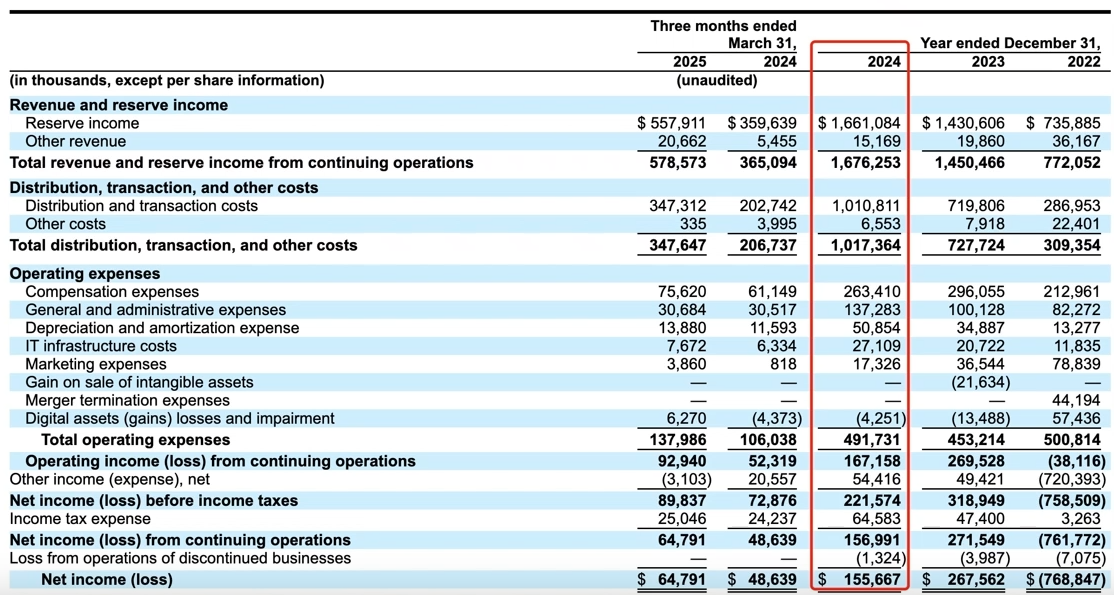 Three months ended
March 31, Year ended December 31,
2025 2024 2024 2023 2022
(in thousands, except per share information) (unaudited)
Revenue and reserve income
Reserve income $ 557,911 $ 359,639 $ 1,661,084 $ 1,430,606 $ 735,885
Other revenue 20,662 5,455 15,169 19,860 36,167
Total revenue and reserve income from continuing operations 578,573 365,094 1,676,253 1,450,466 772,052
Distribution, transaction, and other costs
Distribution and transaction costs 347,312 202,742 1,010,811 719,806 286,953
Other costs 335 3,995 6,553 7,918 22,401
Total distribution, transaction, and other costs 347,647 206,737 1,017,364 727,724 309,354
Operating expenses
Compensation expenses 75,620 61,149 263,410 296,055 212,961
General and administrative expenses 30,684 30,517 137,283 100,128 82,272
Depreciation and amortization expense 13,880 11,593 50,854 34,887 13,277
IT infrastructure costs 7,672 6,334 27,109 20,722 11,835
Marketing expenses 3,860 818 17,326 36,544 78,839
Gain on sale of intangible assets — — — (21,634) —
Merger termination expenses — — — — 44,194
Digital assets (gains) losses and impairment 6,270 (4,373) (4,251) (13,488) 57,436
Total operating expenses 137,986 106,038 491,731 453,214 500,814
Operating income (loss) from continuing operations 92,940 52,319 167,158 269,528 (38,116)
Other income (expense), net (3,103) 20,557 54,416 49,421 (720,393)
Net income (loss) before income taxes 89,837 72,876 221,574 318,949 (758,509)
Income tax expense 25,046 24,237 64,583 47,400 3,263
Net income (loss) from continuing operations 64,791 48,639 156,991 271,549 (761,772)
Loss from operations of discontinued businesses — — (1,324) (3,987) (7,075)
Net income (loss) $ 64,791 $ 48,639 $ 155,667 $ 267,562 $ (768,847)